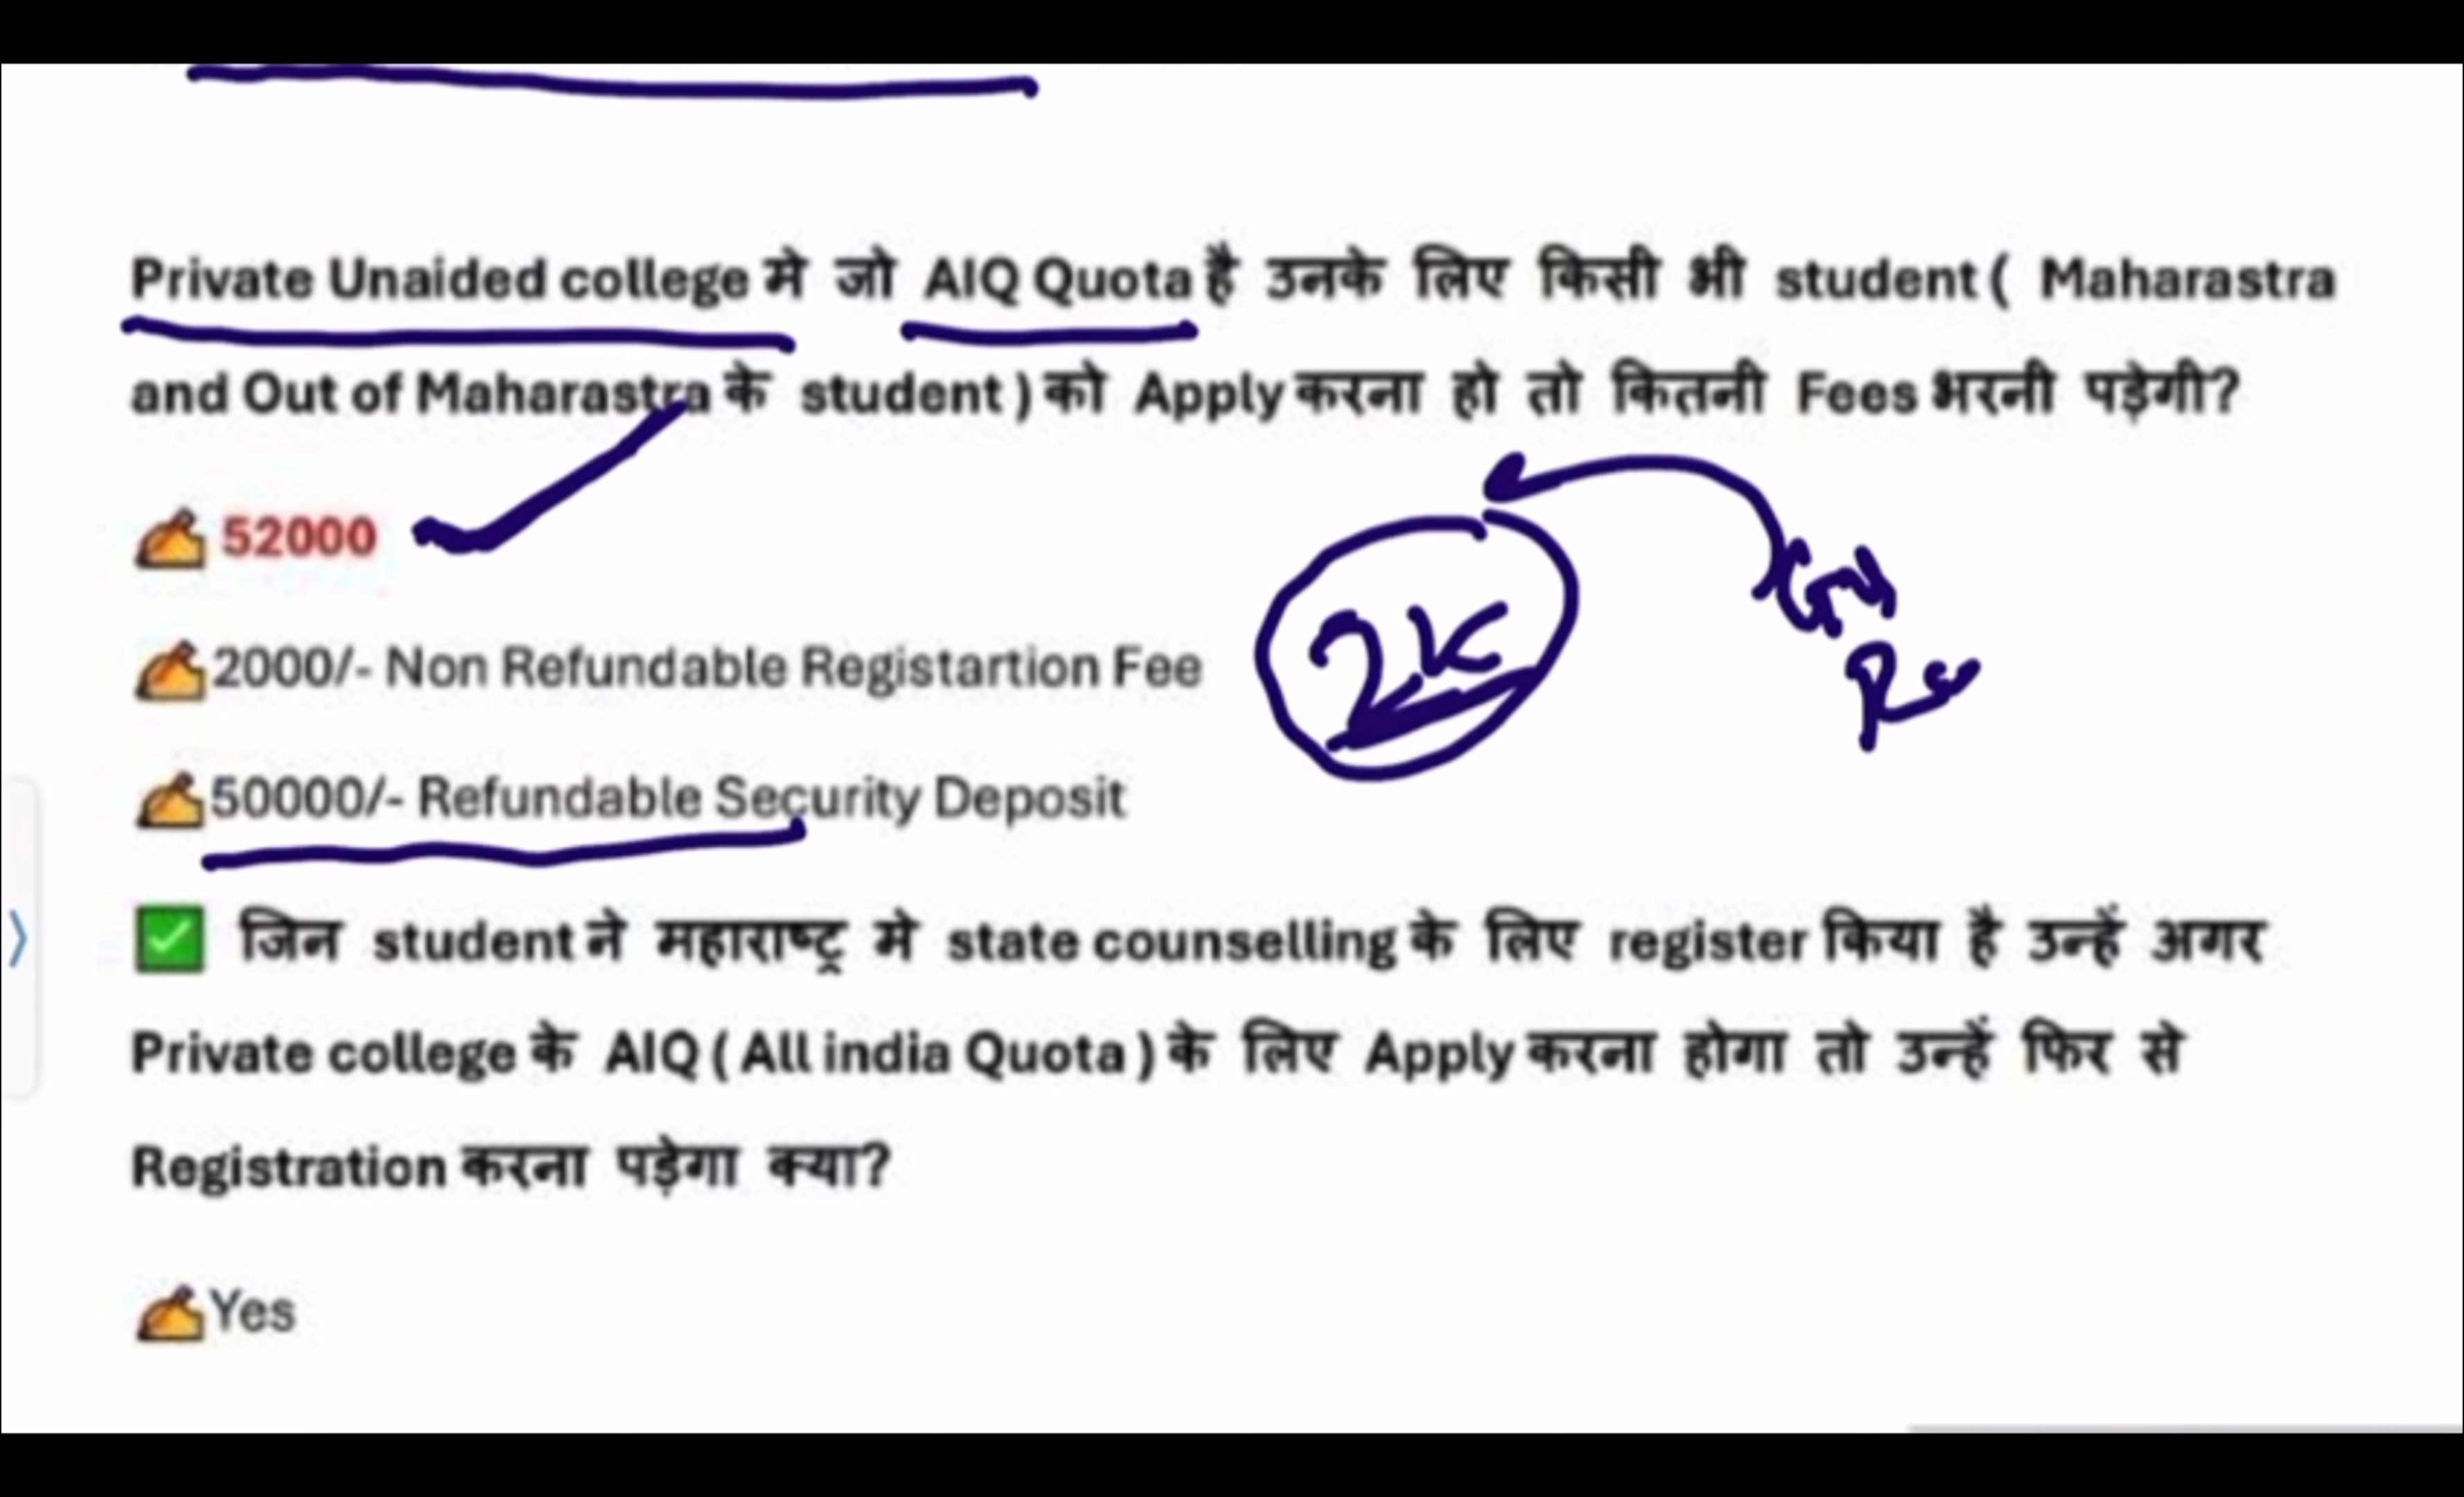 Private Unaided college मे जो AIQ Quota है उनके लिए किसी भी student ( Maharastra
and Out of Maharastra के student ) को Apply करना हो तो कितनी Fees भरनी पड़ेगी?
✍ 52000
✍2000/- Non Refundable Registartion Fee
2K
✍50000/- Refundable Security Deposit
✅ जिन student ने महाराष्ट्र मे state counselling के लिए register किया है उन्हें अगर
Private college के AIQ ( All india Quota ) के लिए Apply करना होगा तो उन्हें फिर से
Registration करना पड़ेगा क्या?
✍Yes